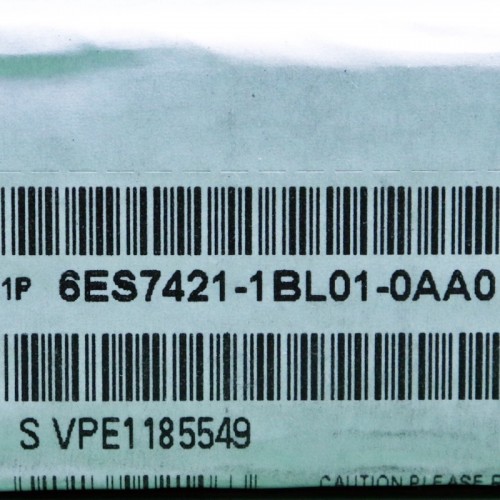 1P 6ES7421-1BL01-0AA0
S VPE1185549
CAUTION PLEASE